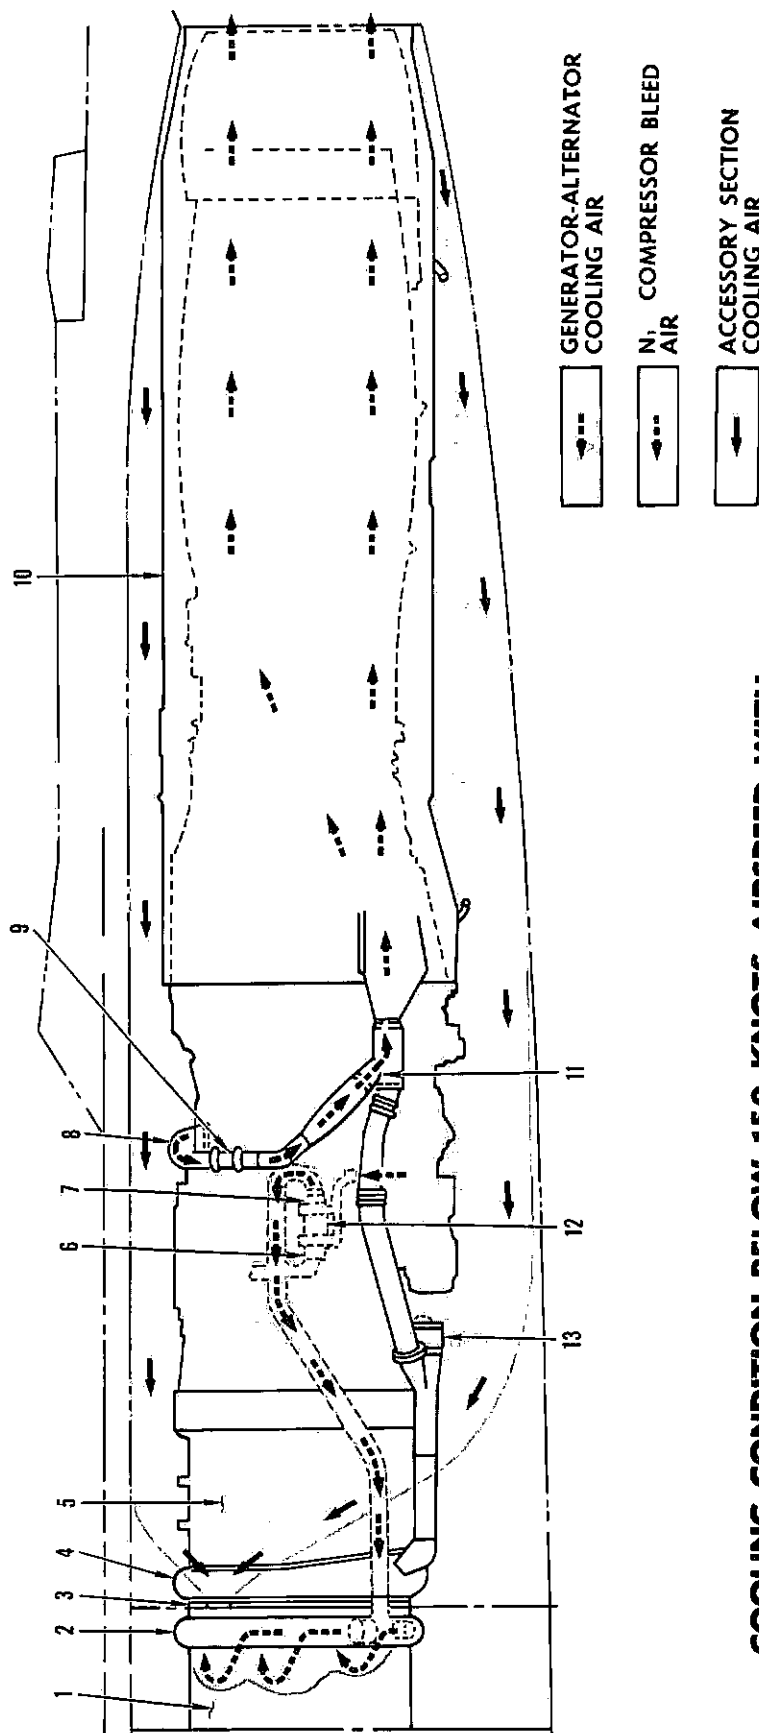 1
2
3
4
5
6
7
8
9
10
11
12
13
GENERATOR-ALTERNATOR
COOLING AIR
N₁ COMPRESSOR BLEED
AIR
ACCESSORY SECTION
COOLING AIR
COOLING CONDITION BELOW 150 KNOTS AIRSPEED WITH